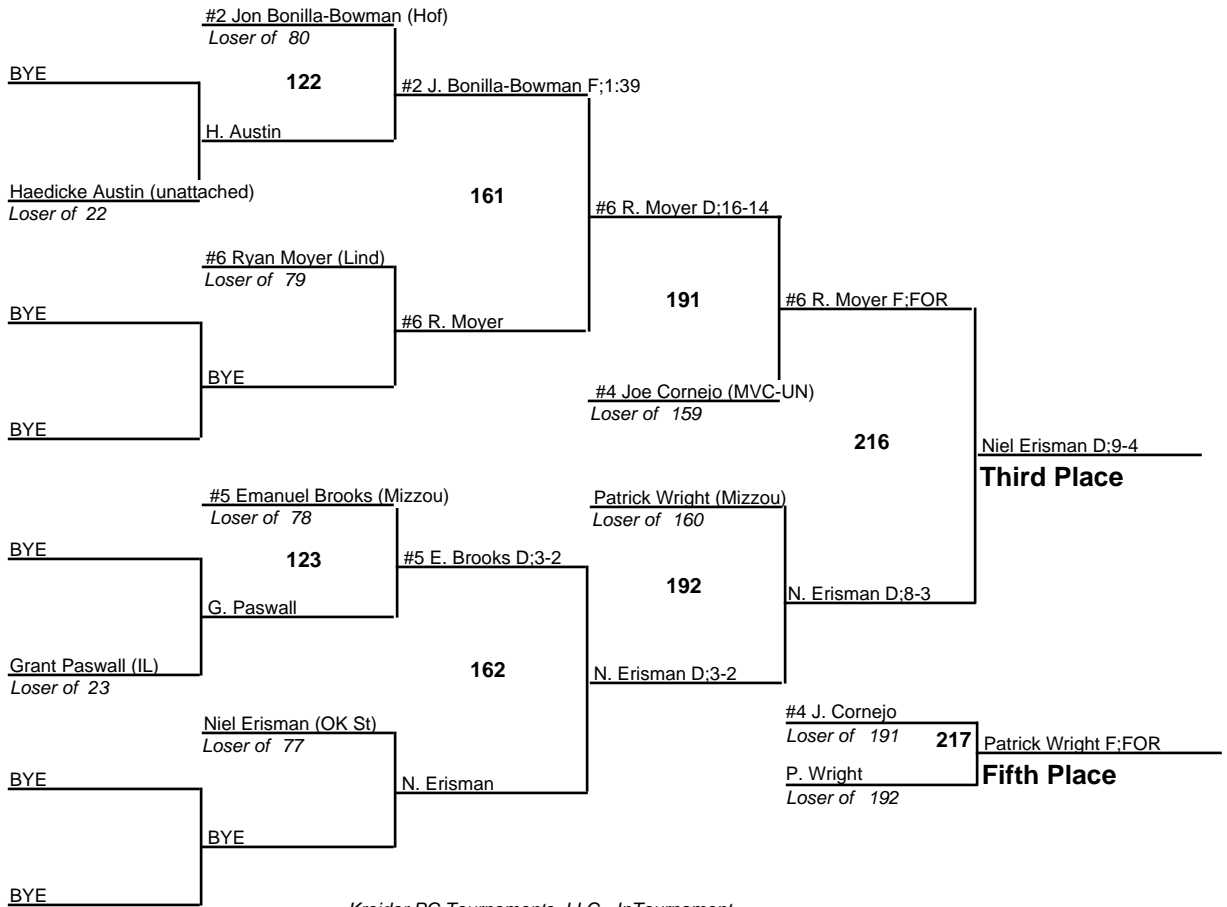 #2 Jon Bonilla-Bowman (Hof)
Loser of 80
BYE
122
#2 J. Bonilla-Bowman F;1:39
H. Austin
Haedicke Austin (unattached)
Loser of 22
161
#6 R. Moyer D;16-14
#6 Ryan Moyer (Lind)
Loser of 79
BYE
#6 R. Moyer
191
#6 R. Moyer F;FOR
BYE
#4 Joe Cornejo (MVC-UN)
Loser of 159
BYE
216
Niel Erisman D;9-4
Third Place
#5 Emanuel Brooks (Mizzou)
Loser of 78
Patrick Wright (Mizzou)
Loser of 160
BYE
123
#5 E. Brooks D;3-2
192
N. Erisman D;8-3
G. Paswall
Grant Paswall (IL)
Loser of 23
162
N. Erisman D;3-2
Niel Erisman (OK St)
Loser of 77
#4 J. Cornejo
Loser of 191
217
Patrick Wright F;FOR
Fifth Place
BYE
N. Erisman
P. Wright
Loser of 192
BYE
BYE